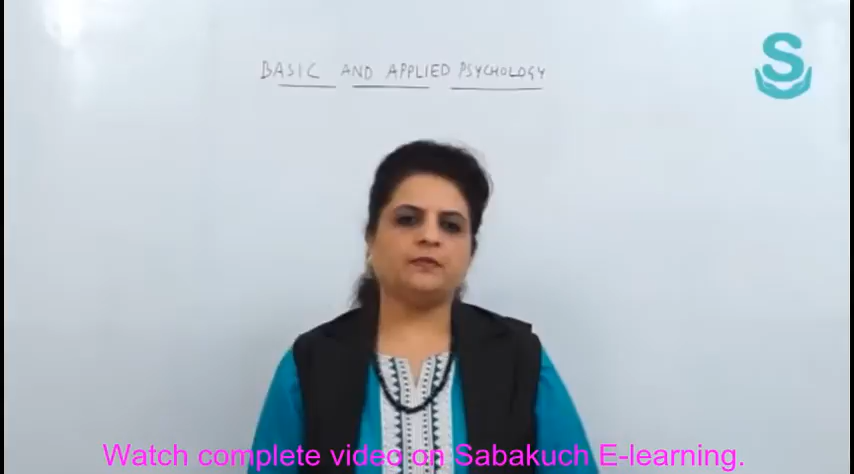 BASIC AND APPLIED PSYCHOLOGY
S
Watch complete video on Sabakuch E-learning.